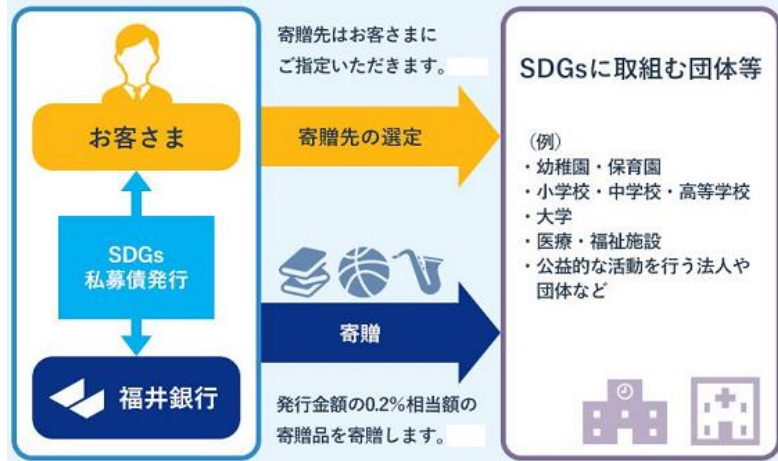 お客さま
SDGs
私募債発行
福井銀行
寄贈先はお客さまに
ご指定いただきます。
寄贈先の選定
寄贈
発行金額の0.2%相当額の
寄贈品を寄贈します。
SDGsに取組む団体等
（例）
・幼稚園・保育園
・小学校・中学校・高等学校
・大学
・医療・福祉施設
・公益的な活動を行う法人や
団体など